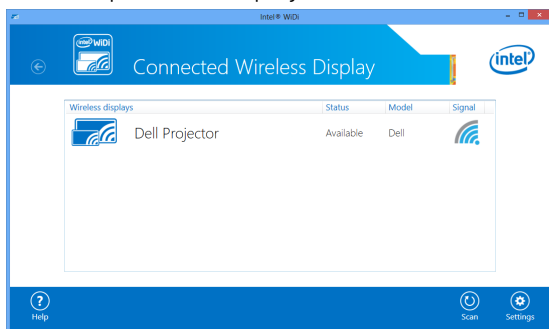 Intel® WiDi
intel WiDi
Connected Wireless Display
intel
Wireless displays Status Model Signal
Dell Projector Available Dell
Help Scan Settings